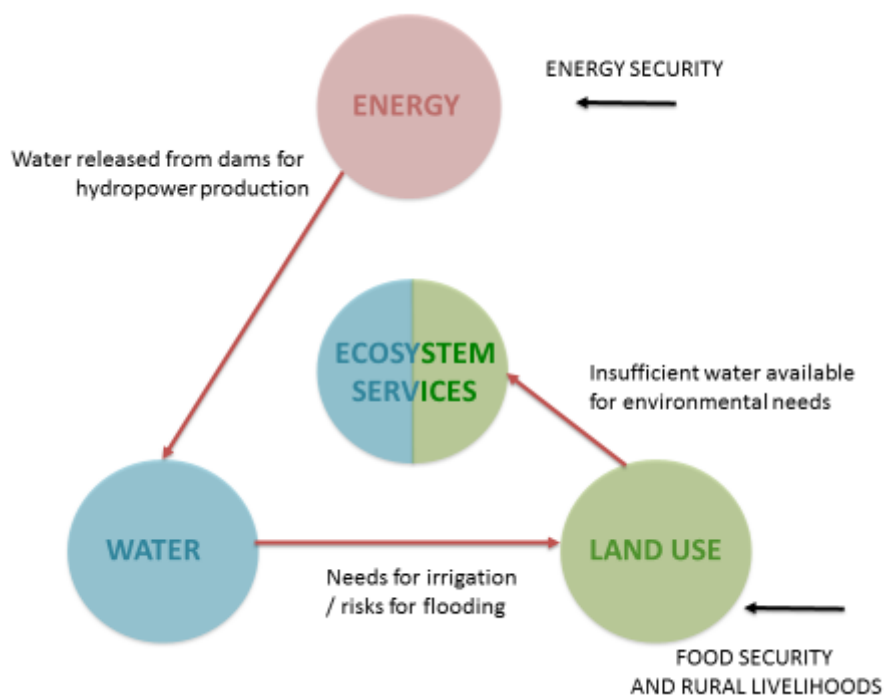 ENERGY
ENERGY SECURITY
Water released from dams for
hydropower production
ECOSYSTEM
SERVICES
Insufficient water available
for environmental needs
WATER
LAND USE
Needs for irrigation
/ risks for flooding
FOOD SECURITY
AND RURAL LIVELIHOODS